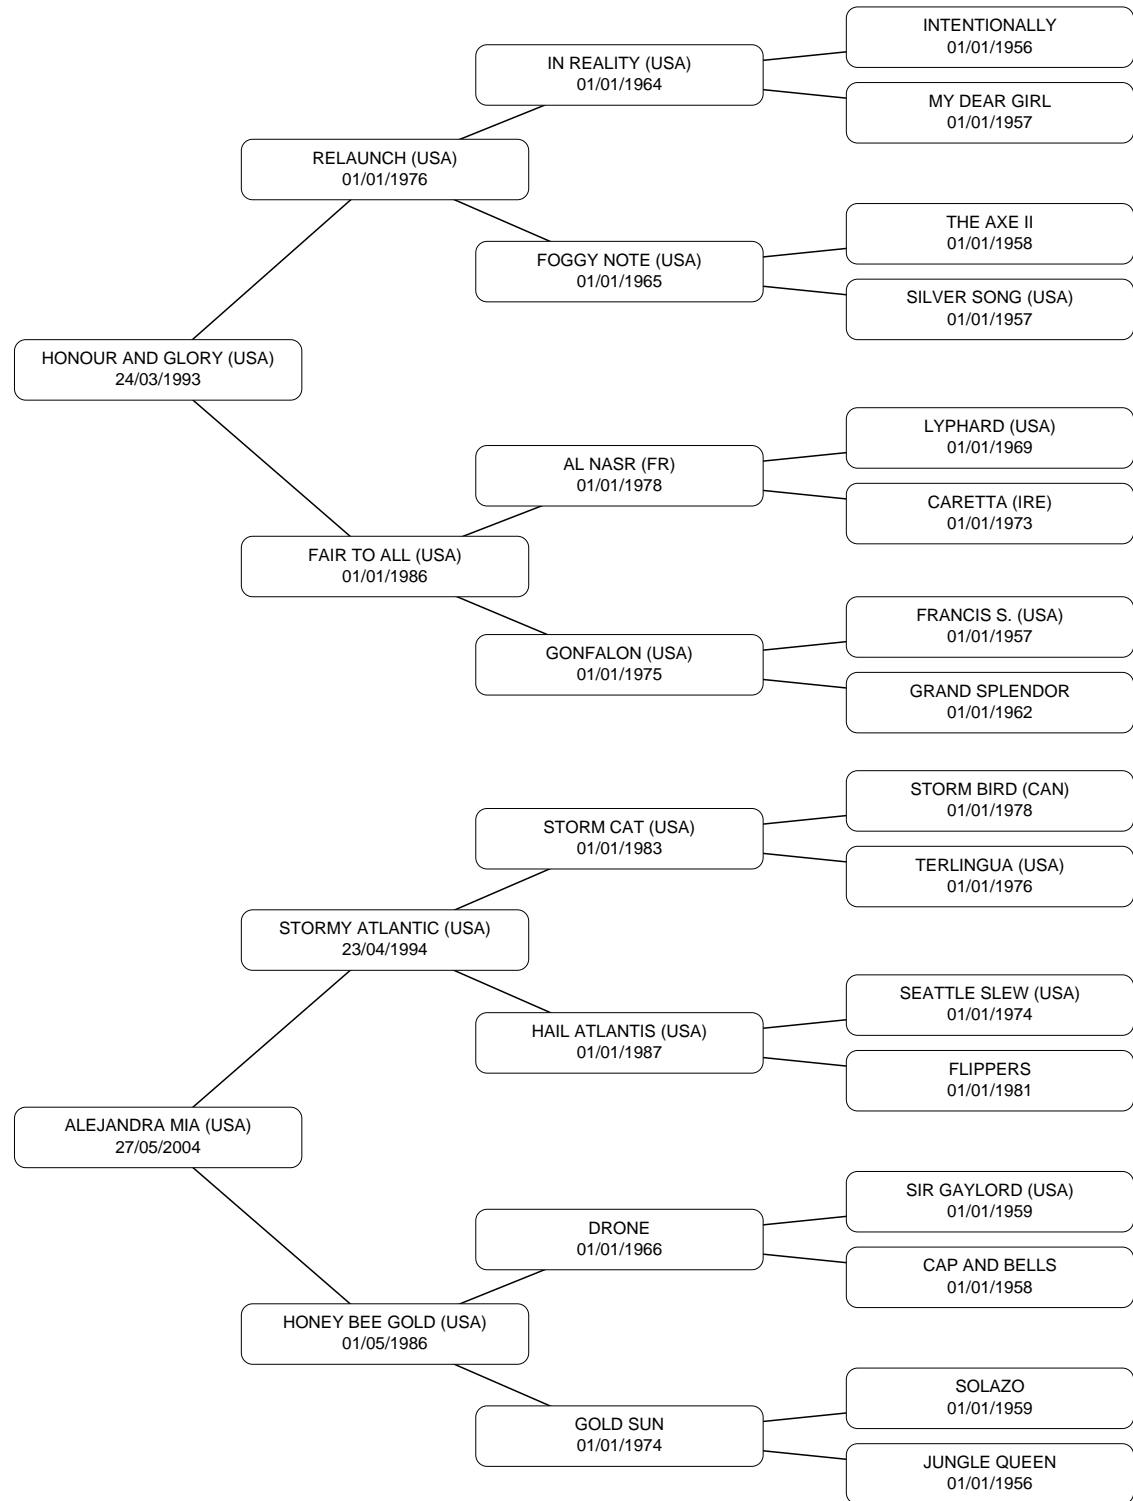 INTENTIONALLY
01/01/1956
IN REALITY (USA)
01/01/1964
MY DEAR GIRL
01/01/1957
RELAUNCH (USA)
01/01/1976
THE AXE II
01/01/1958
FOGGY NOTE (USA)
01/01/1965
SILVER SONG (USA)
01/01/1957
HONOUR AND GLORY (USA)
24/03/1993
LYPHARD (USA)
01/01/1969
AL NASR (FR)
01/01/1978
CARETTA (IRE)
01/01/1973
FAIR TO ALL (USA)
01/01/1986
FRANCIS S. (USA)
01/01/1957
GONFALON (USA)
01/01/1975
GRAND SPLENDOR
01/01/1962
STORM BIRD (CAN)
01/01/1978
STORM CAT (USA)
01/01/1983
TERLINGUA (USA)
01/01/1976
STORMY ATLANTIC (USA)
23/04/1994
SEATTLE SLEW (USA)
01/01/1974
HAIL ATLANTIS (USA)
01/01/1987
FLIPPERS
01/01/1981
ALEJANDRA MIA (USA)
27/05/2004
SIR GAYLORD (USA)
01/01/1959
DRONE
01/01/1966
CAP AND BELLS
01/01/1958
HONEY BEE GOLD (USA)
01/05/1986
SOLAZO
01/01/1959
GOLD SUN
01/01/1974
JUNGLE QUEEN
01/01/1956